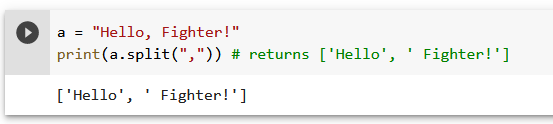 a = "Hello, Fighter!"
print(a.split(",")) # returns ['Hello', ' Fighter!']
['Hello', ' Fighter!']